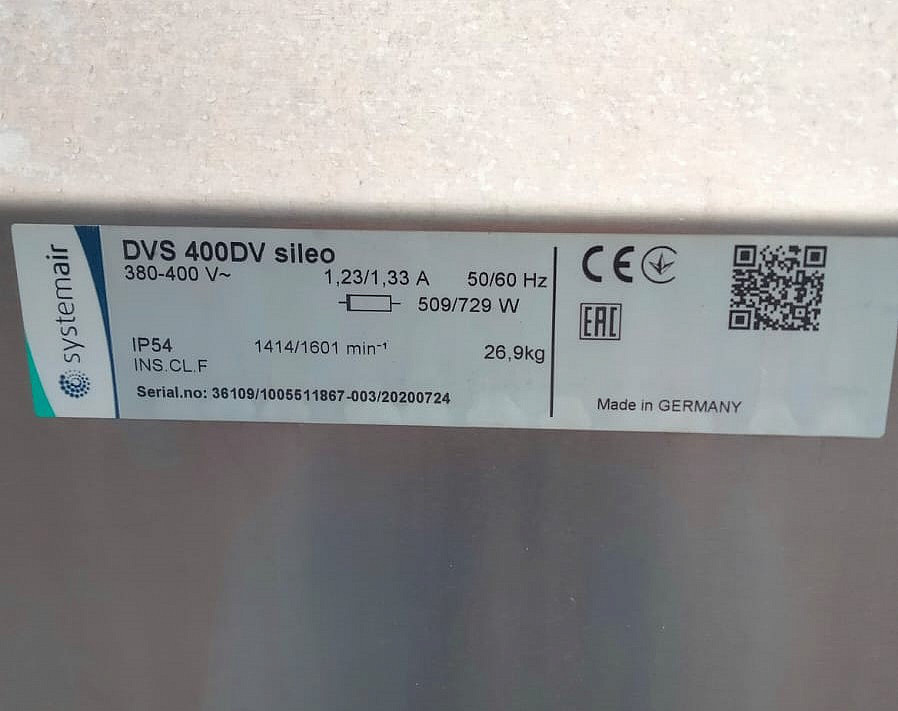 systemair
DVS 400DV sileo
380-400 V~ 1,23/1,33 A 50/60 Hz
509/729 W
IP54 1414/1601 min⁻¹ 26,9kg
INS.CL.F
Serial.no: 36109/1005511867-003/20200724
CE
EAC
Made in GERMANY